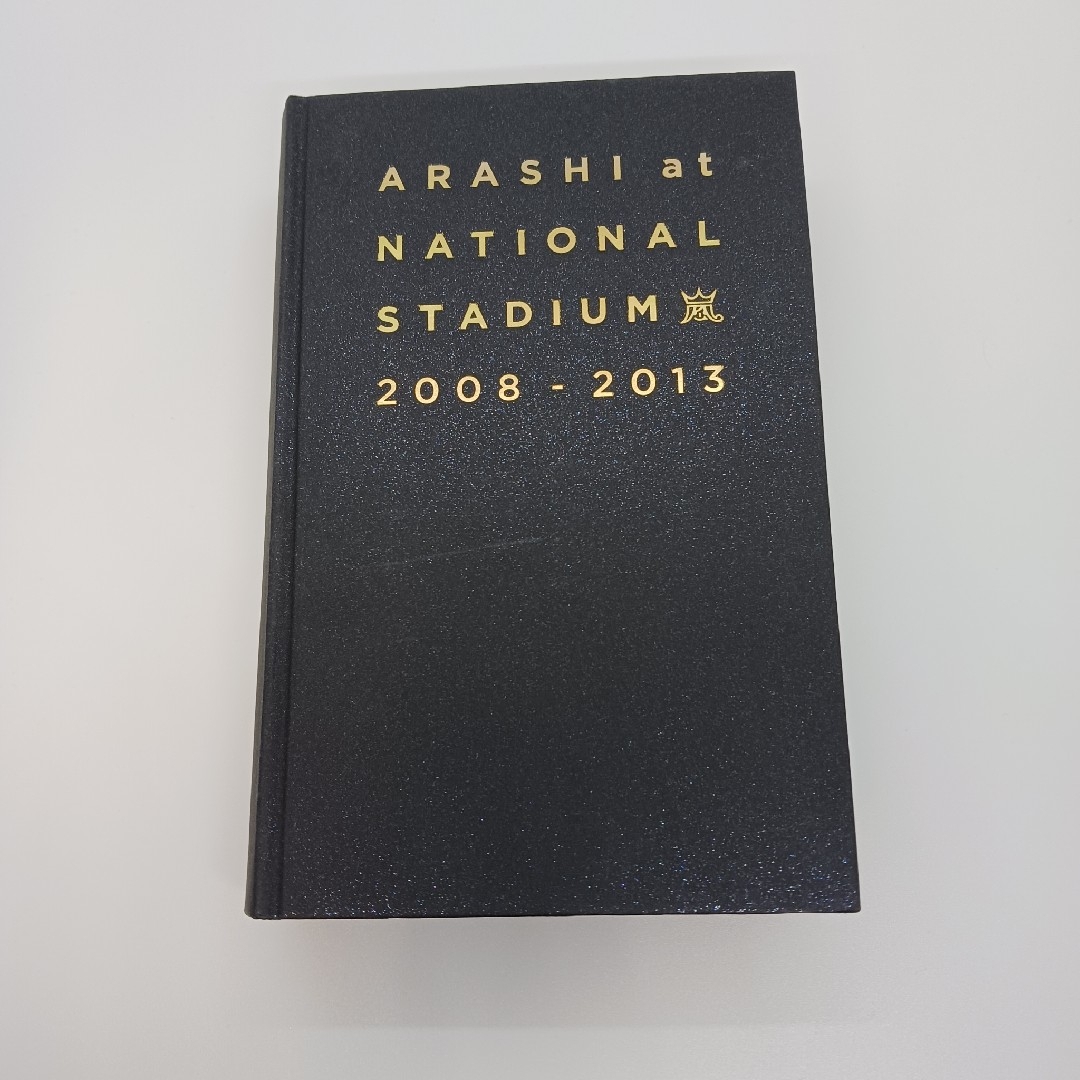 ARASHI at
NATIONAL
STADIUM 嵐
2008 - 2013